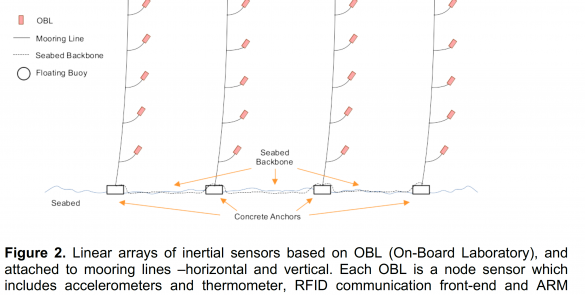 OBL
Mooring Line
Seabed Backbone
Floating Buoy
Seabed
Backbone
Seabed
Concrete Anchors
Figure 2. Linear arrays of inertial sensors based on OBL (On-Board Laboratory), and
attached to mooring lines –horizontal and vertical. Each OBL is a node sensor which
includes accelerometers and thermometer, RFID communication front-end and ARM